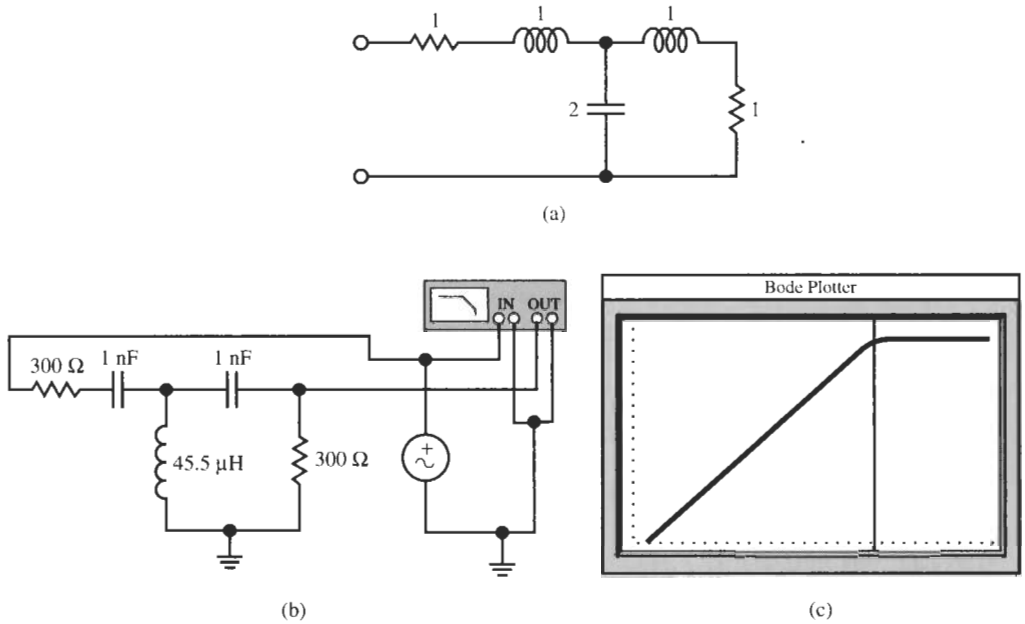 1
1
1
2
1
(a)
IN OUT
300 Ω
1 nF
1 nF
45.5 µH
300 Ω
+
~
(b)
Bode Plotter
(c)